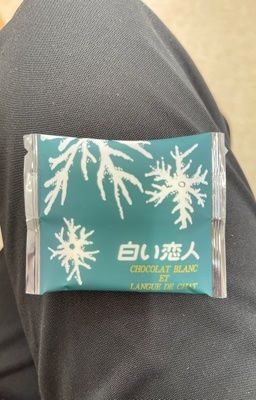 白い恋人
CHOCOLAT BLANC
ET
LANGUE DE CHAT